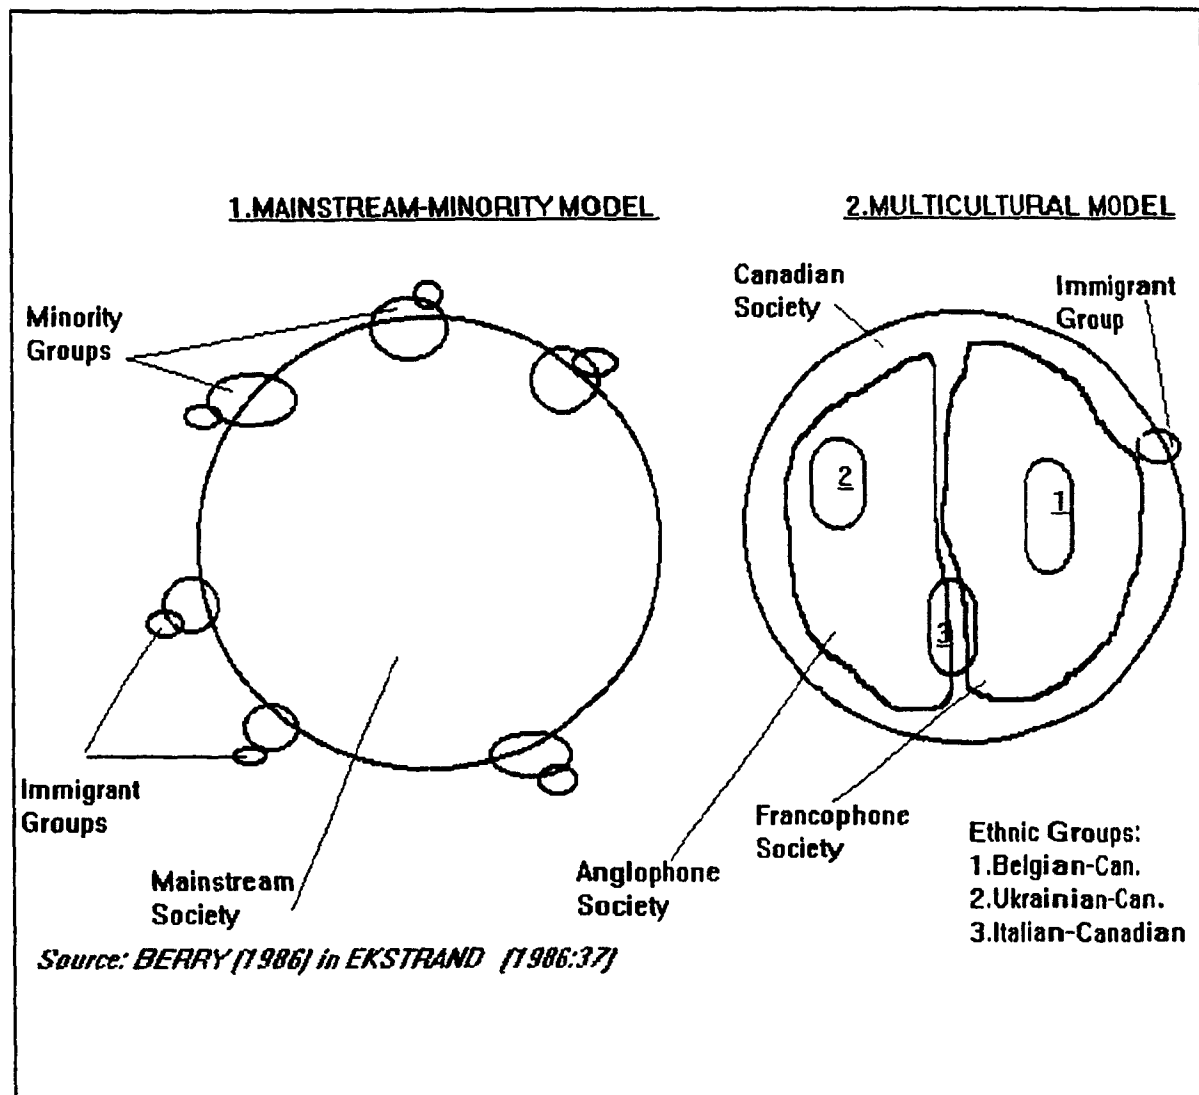 1.MAINSTREAM-MINORITY MODEL
Minority
Groups
Immigrant
Groups
Mainstream
Society
2.MULTICULTURAL MODEL
Canadian
Society
Immigrant
Group
2
1
3
Anglophone
Society
Francophone
Society
Ethnic Groups:
1.Belgian-Can.
2.Ukrainian-Can.
3.Italian-Canadian
Source: BERRY (1986) in EKSTRAND (1986:37)